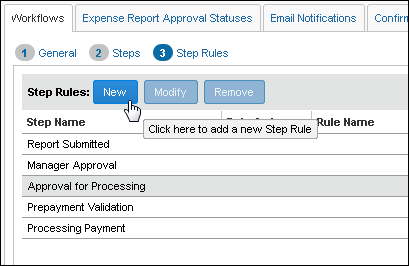 Workflows Expense Report Approval Statuses Email Notifications Confirm
1 General 2 Steps 3 Step Rules
Step Rules: New Modify Remove
Click here to add a new Step Rule
Step Name Rule Name
Report Submitted
Manager Approval
Approval for Processing
Prepayment Validation
Processing Payment